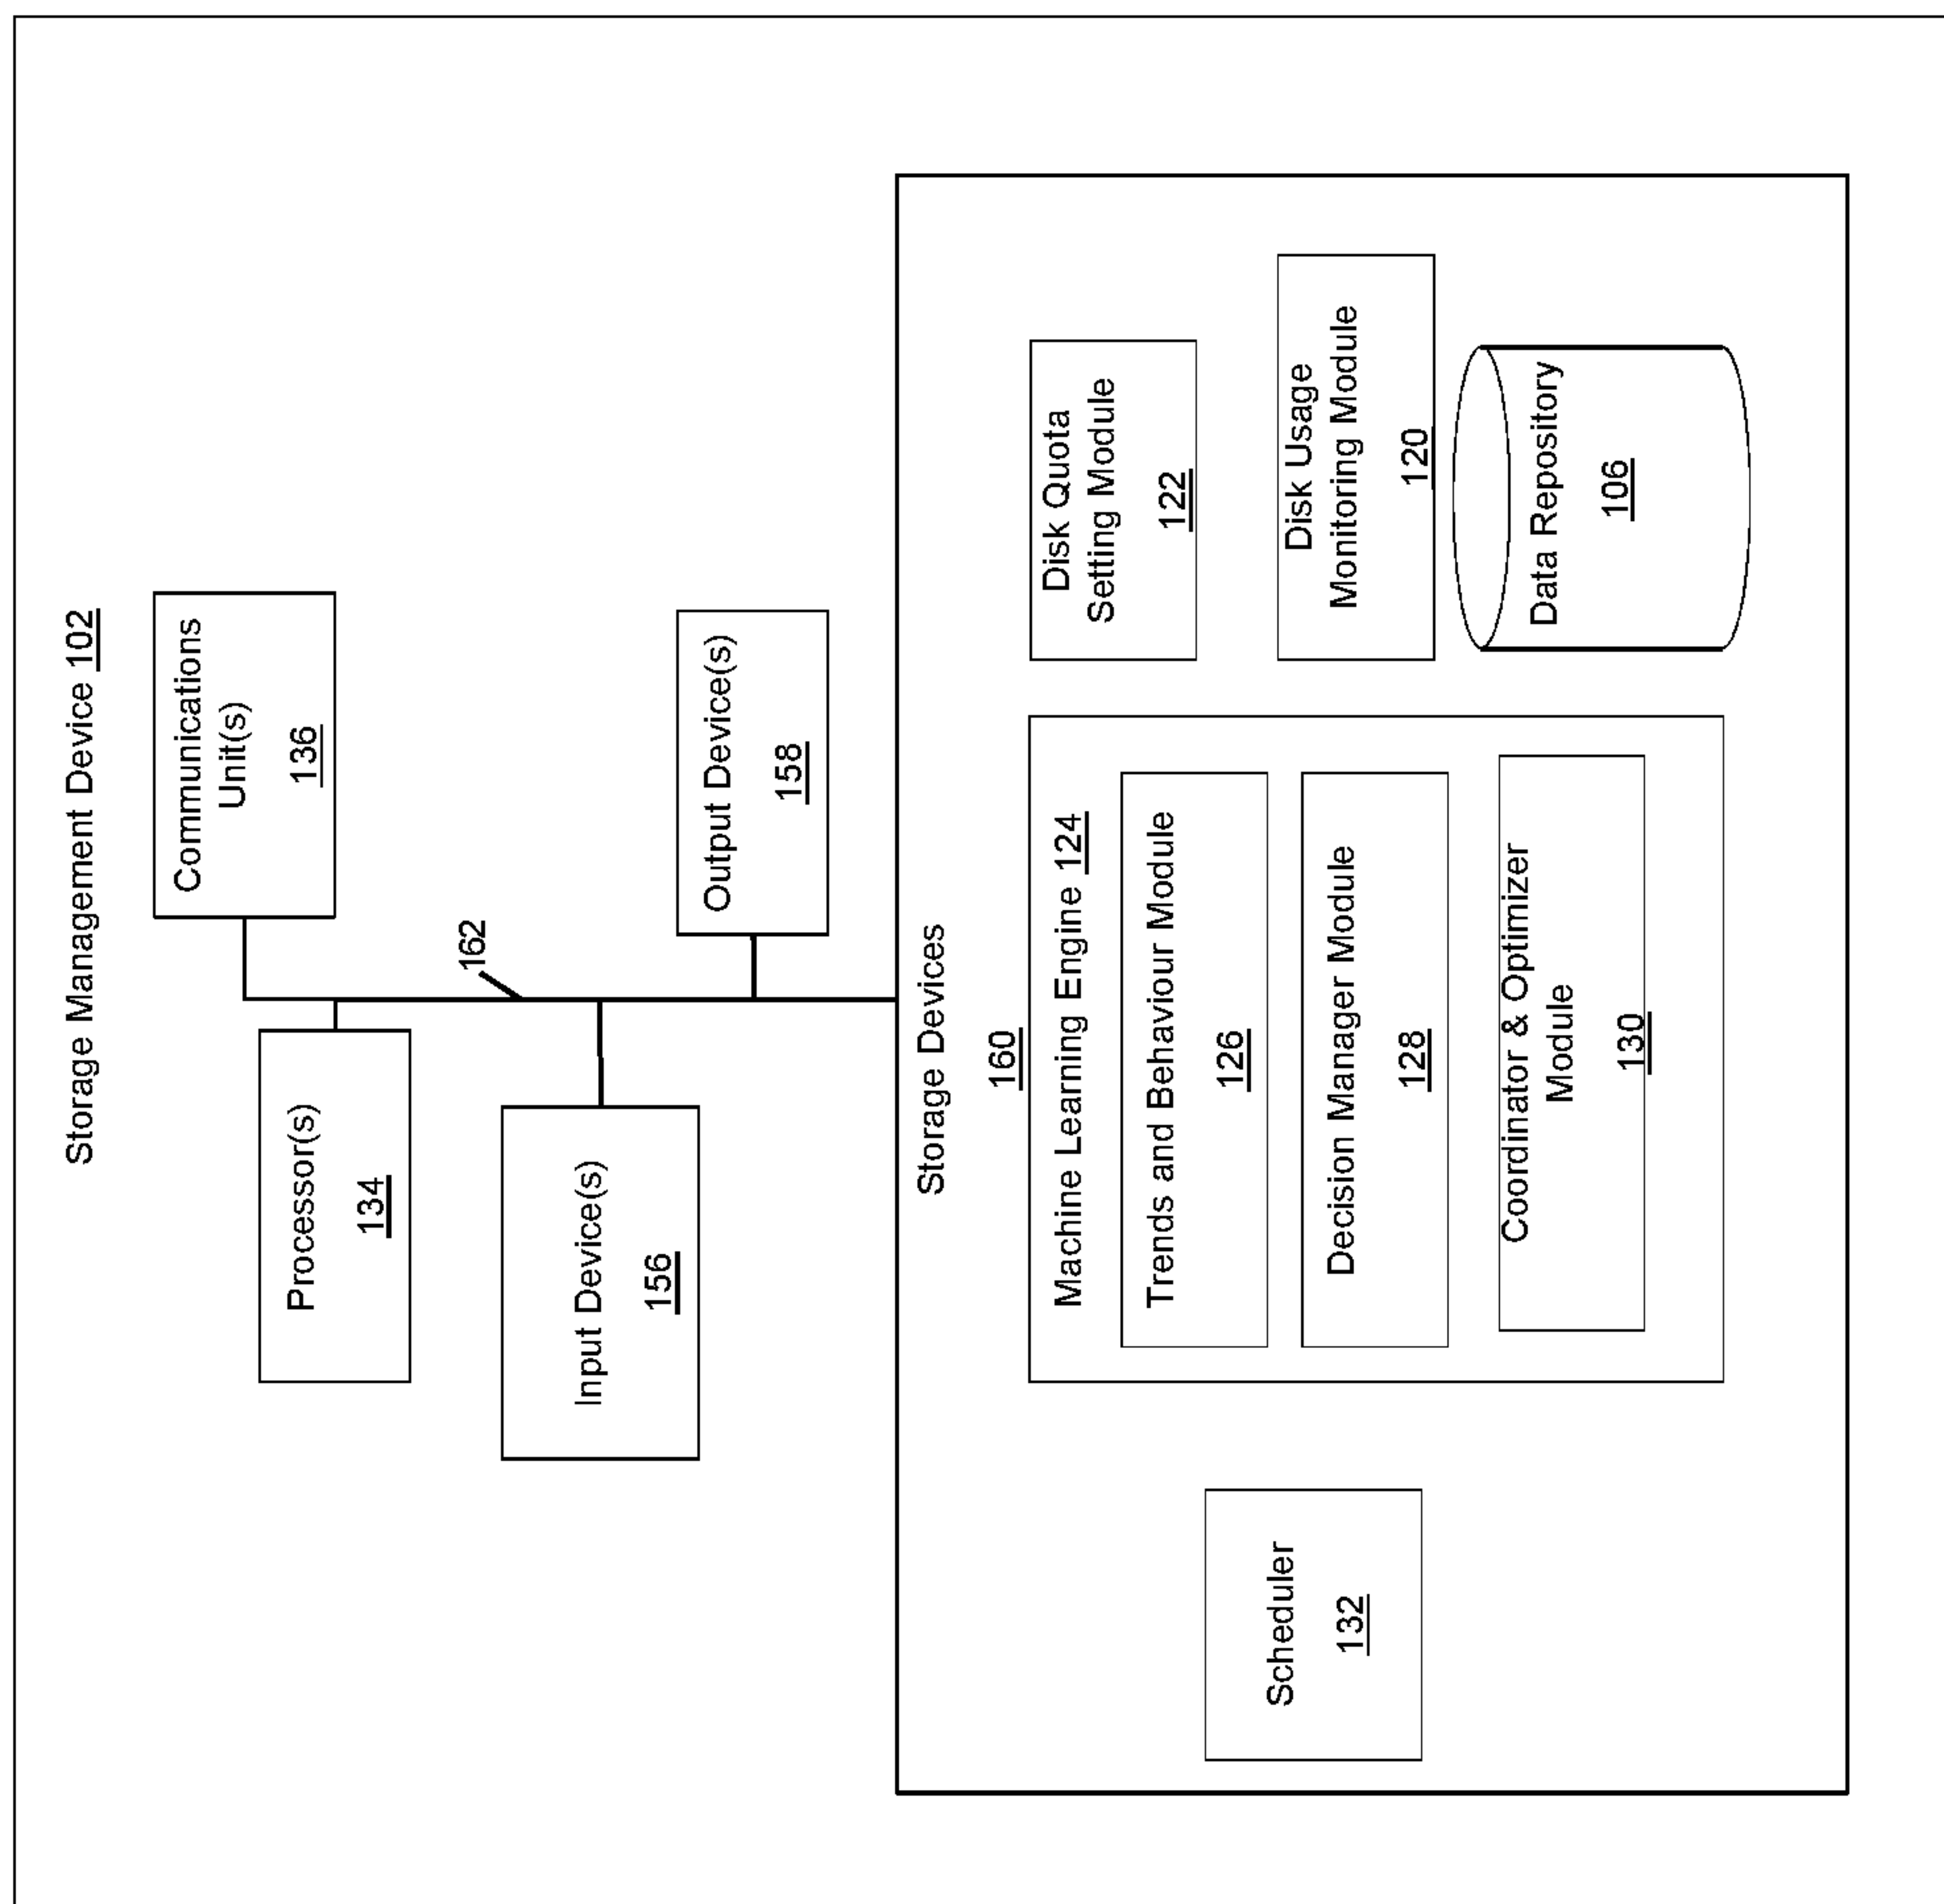 Storage Management Device 102
Processor(s)
134
Communications
Unit(s)
136
162
Input Device(s)
156
Output Device(s)
158
Storage Devices
160
Scheduler
132
Machine Learning Engine 124
Trends and Behaviour Module
126
Decision Manager Module
128
Coordinator & Optimizer
Module
130
Disk Quota
Setting Module
122
Disk Usage
Monitoring Module
120
Data Repository
106